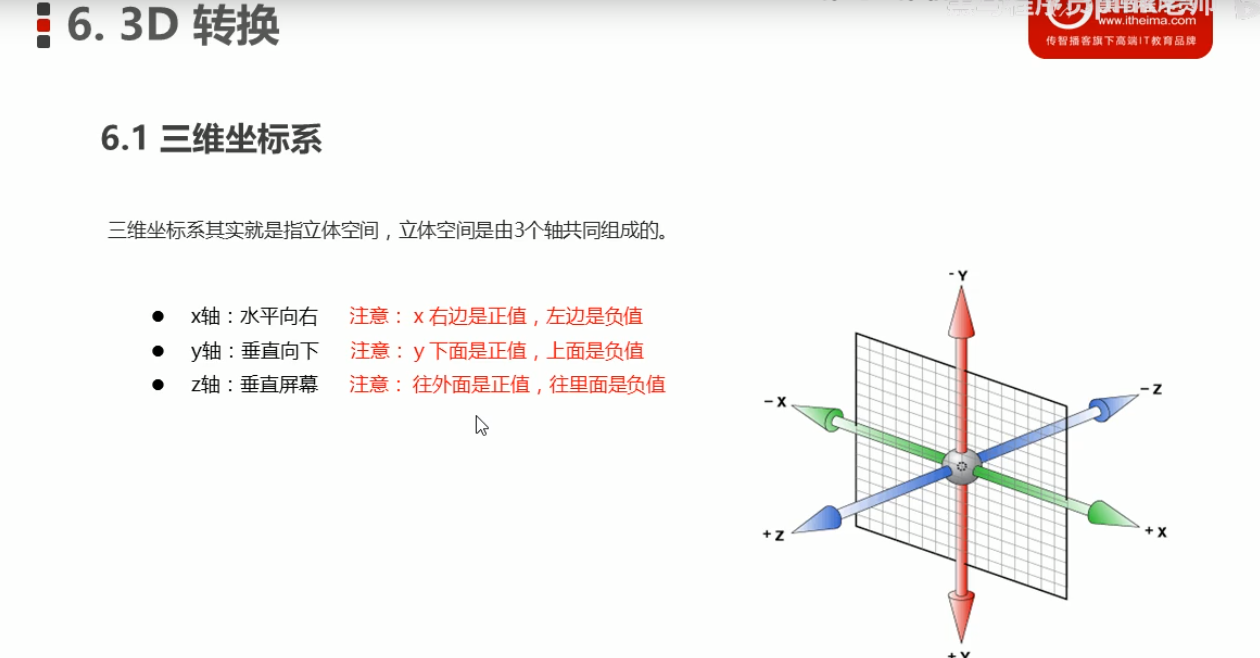 6. 3D 转换
www.itheima.com
传智播客旗下高端IT教育品牌
6.1 三维坐标系
三维坐标系其实就是指立体空间，立体空间是由3个轴共同组成的。
x轴：水平向右 注意： x 右边是正值，左边是负值
y轴：垂直向下 注意： y 下面是正值，上面是负值
z轴：垂直屏幕 注意： 往外面是正值，往里面是负值
- Y
- X
- Z
+ Z
+ X
+ Y